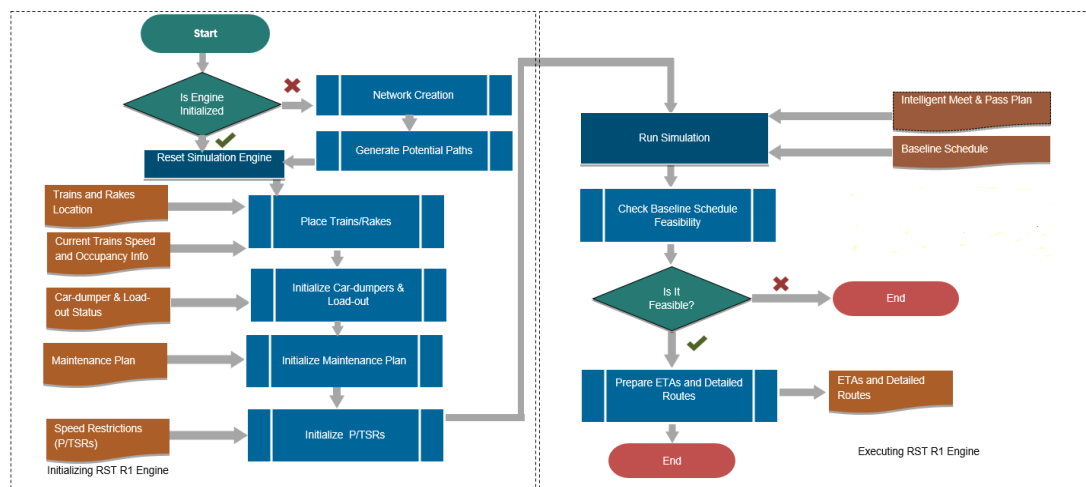 Start
Is Engine
Initialized
Network Creation
Generate Potential Paths
Reset Simulation Engine
Trains and Rakes
Location
Place Trains/Rakes
Current Trains Speed
and Occupancy Info
Car-dumper & Load-
out Status
Initialize Car-dumpers &
Load-out
Maintenance Plan
Initialize Maintenance Plan
Speed Restrictions
(P/TSRs)
Initialize P/TSRs
Initializing RST R1 Engine
Intelligent Meet & Pass Plan
Run Simulation
Baseline Schedule
Check Baseline Schedule
Feasibility
Is It
Feasible?
End
Prepare ETAs and Detailed
Routes
ETAs and Detailed
Routes
End
Executing RST R1 Engine